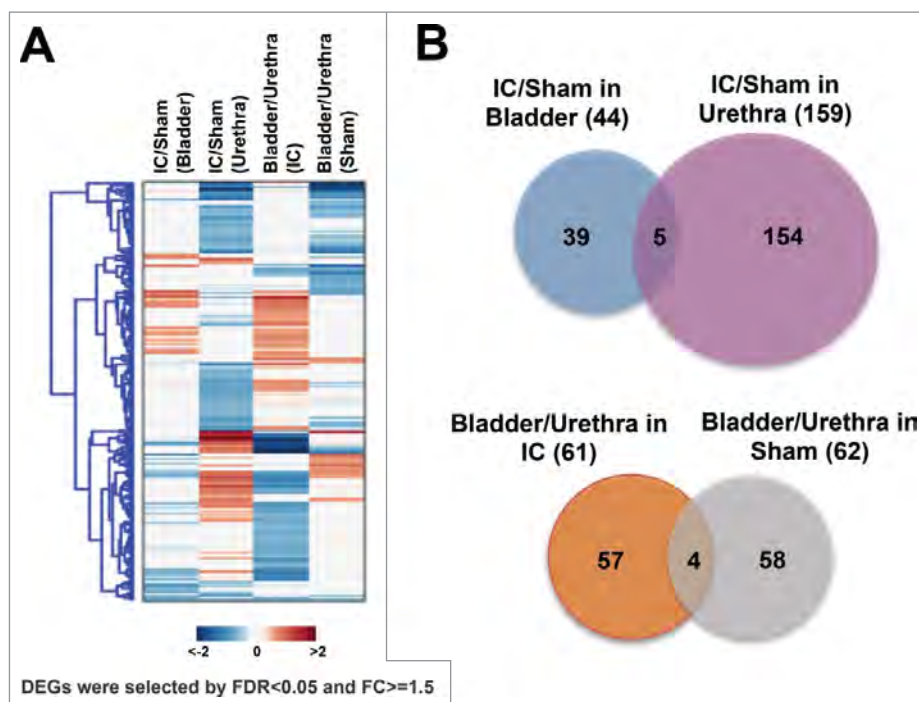 A
IC/Sham
(Bladder)
IC/Sham
(Urethra)
Bladder/Urethra
(IC)
Bladder/Urethra
(Sham)
<-2
0
>2
DEGs were selected by FDR<0.05 and FC>=1.5
B
IC/Sham in
Bladder (44)
IC/Sham in
Urethra (159)
39
5
154
Bladder/Urethra in
IC (61)
Bladder/Urethra in
Sham (62)
57
4
58